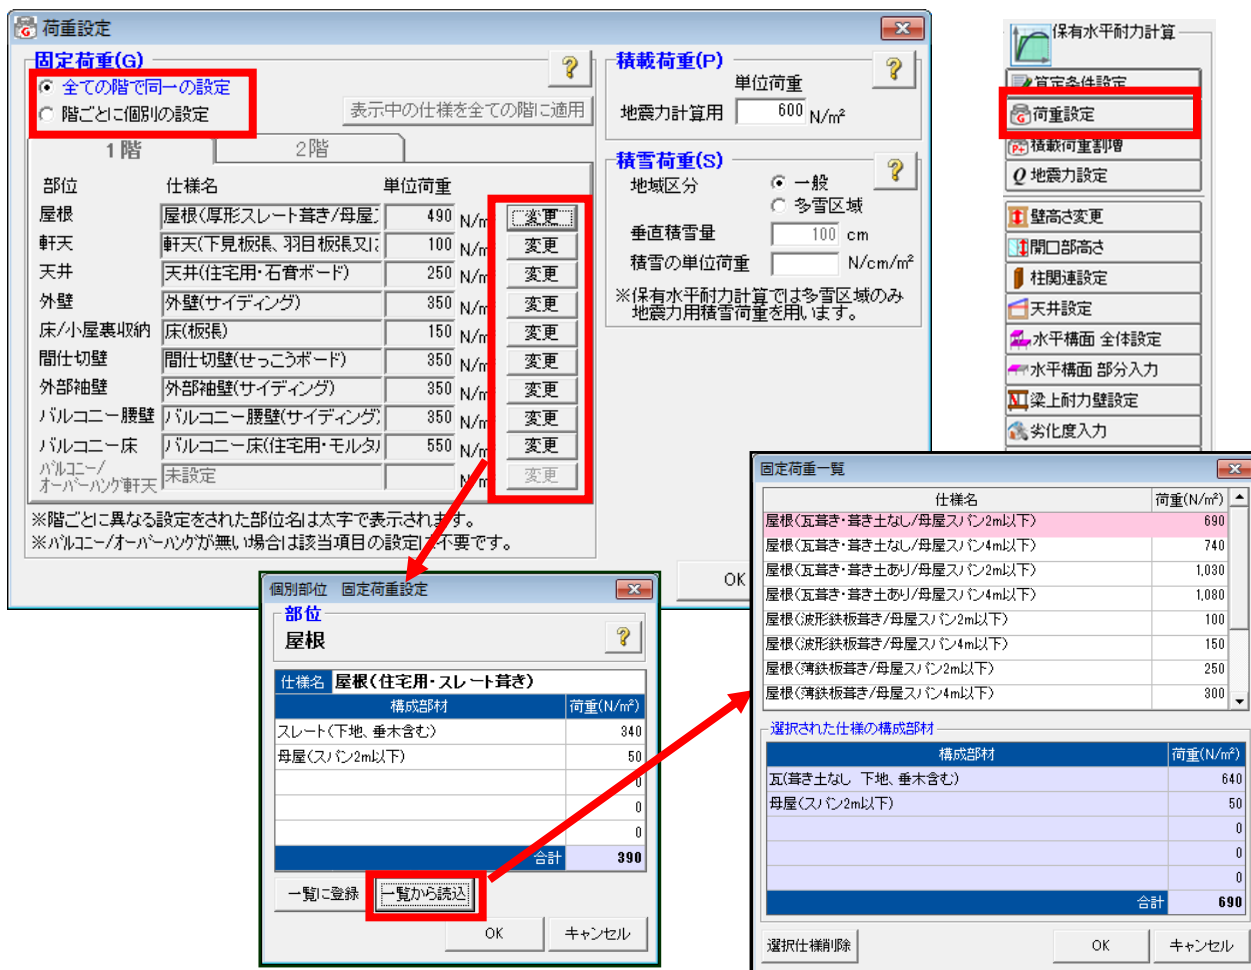 荷重設定
固定荷重(G)
全ての階で同一の設定
階ごとに個別の設定
表示中の仕様を全ての階に適用
1階
2階
部位 仕様名 単位荷重
屋根 屋根(厚形スレート葺き/母屋 490 N/m 変更
軒天 軒天(下見板張、羽目板張又 100 N/m 変更
天井 天井(住宅用・石膏ボード) 250 N/m 変更
外壁 外壁(サイディング) 350 N/m 変更
床/小屋裏収納 床(板張) 150 N/m 変更
間仕切壁 間仕切壁(せっこうボード) 350 N/m 変更
外部袖壁 外部袖壁(サイディング) 350 N/m 変更
バルコニー腰壁 バルコニー腰壁(サイディング) 350 N/m 変更
バルコニー床 バルコニー床(住宅用・モルタル 550 N/m 変更
バルコニー/
オーバーハング軒天 未設定 N/m 変更
※階ごとに異なる設定をされた部位名は太字で表示されます。
※バルコニー/オーバーハングが無い場合は該当項目の設定は不要です。
積載荷重(P)
単位荷重
地震力計算用 600 N/m²
積雪荷重(S)
地域区分 一般
多雪区域
垂直積雪量 100 cm
積雪の単位荷重 N/cm/m²
※保有水平耐力計算では多雪区域のみ
地震力用積雪荷重を用います。
OK
保有水平耐力計算
算定条件設定
荷重設定
積載荷重割増
地震力設定
壁高さ変更
開口部高さ
柱関連設定
天井設定
水平構面 全体設定
水平構面 部分入力
梁上耐力壁設定
劣化度入力
個別部位 固定荷重設定
部位
屋根
仕様名 屋根(住宅用・スレート葺き)
構成部材 荷重(N/m²)
スレート(下地、垂木含む) 340
母屋(スパン2m以下) 50
0
0
0
合計 390
一覧に登録 一覧から読込
OK キャンセル
固定荷重一覧
仕様名 荷重(N/m²)
屋根(瓦葺き・葺き土なし/母屋スパン2m以下) 690
屋根(瓦葺き・葺き土なし/母屋スパン4m以下) 740
屋根(瓦葺き・葺き土あり/母屋スパン2m以下) 1,030
屋根(瓦葺き・葺き土あり/母屋スパン4m以下) 1,080
屋根(波形鉄板葺き/母屋スパン2m以下) 100
屋根(波形鉄板葺き/母屋スパン4m以下) 150
屋根(薄鉄板葺き/母屋スパン2m以下) 250
屋根(薄鉄板葺き/母屋スパン4m以下) 300
選択された仕様の構成部材
構成部材 荷重(N/m²)
瓦(葺き土なし 下地、垂木含む) 640
母屋(スパン2m以下) 50
0
0
0
合計 690
選択仕様削除 OK キャンセル